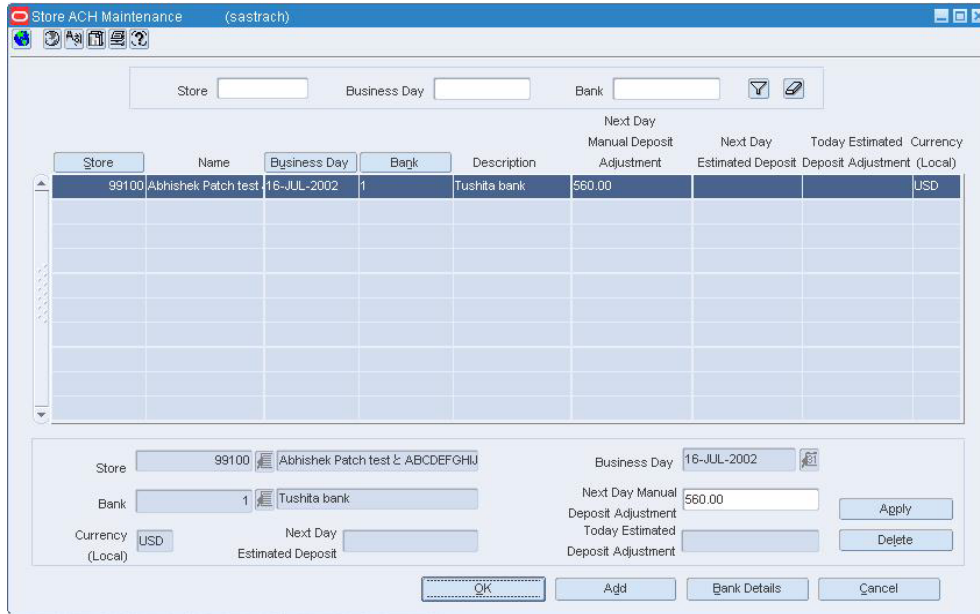 Store ACH Maintenance (sastrach)
Store Business Day Bank
Next Day
Manual Deposit Next Day Today Estimated Currency
Store Name Business Day Bank Description Adjustment Estimated Deposit Deposit Adjustment (Local)
99100 Abhishek Patch test 16-JUL-2002 1 Tushita bank 560.00 USD
Store 99100 Abhishek Patch test と ABCDEFGHIJ Business Day 16-JUL-2002
Bank 1 Tushita bank Next Day Manual Deposit Adjustment 560.00 Apply
Currency (Local) USD Next Day Estimated Deposit Today Estimated Deposit Adjustment Delete
OK Add Bank Details Cancel